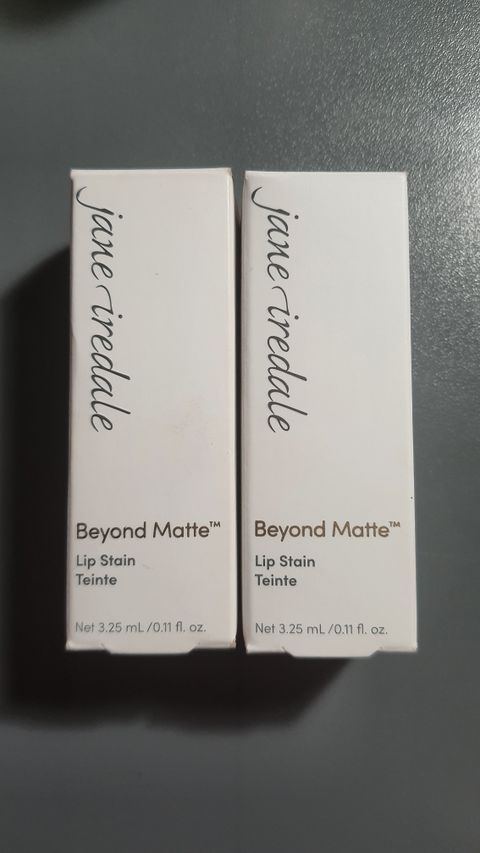 jane iredale
Beyond Matte™
Lip Stain
Teinte
Net 3.25 mL /0.11 fl. oz.
jane iredale
Beyond Matte™
Lip Stain
Teinte
Net 3.25 mL /0.11 fl. oz.